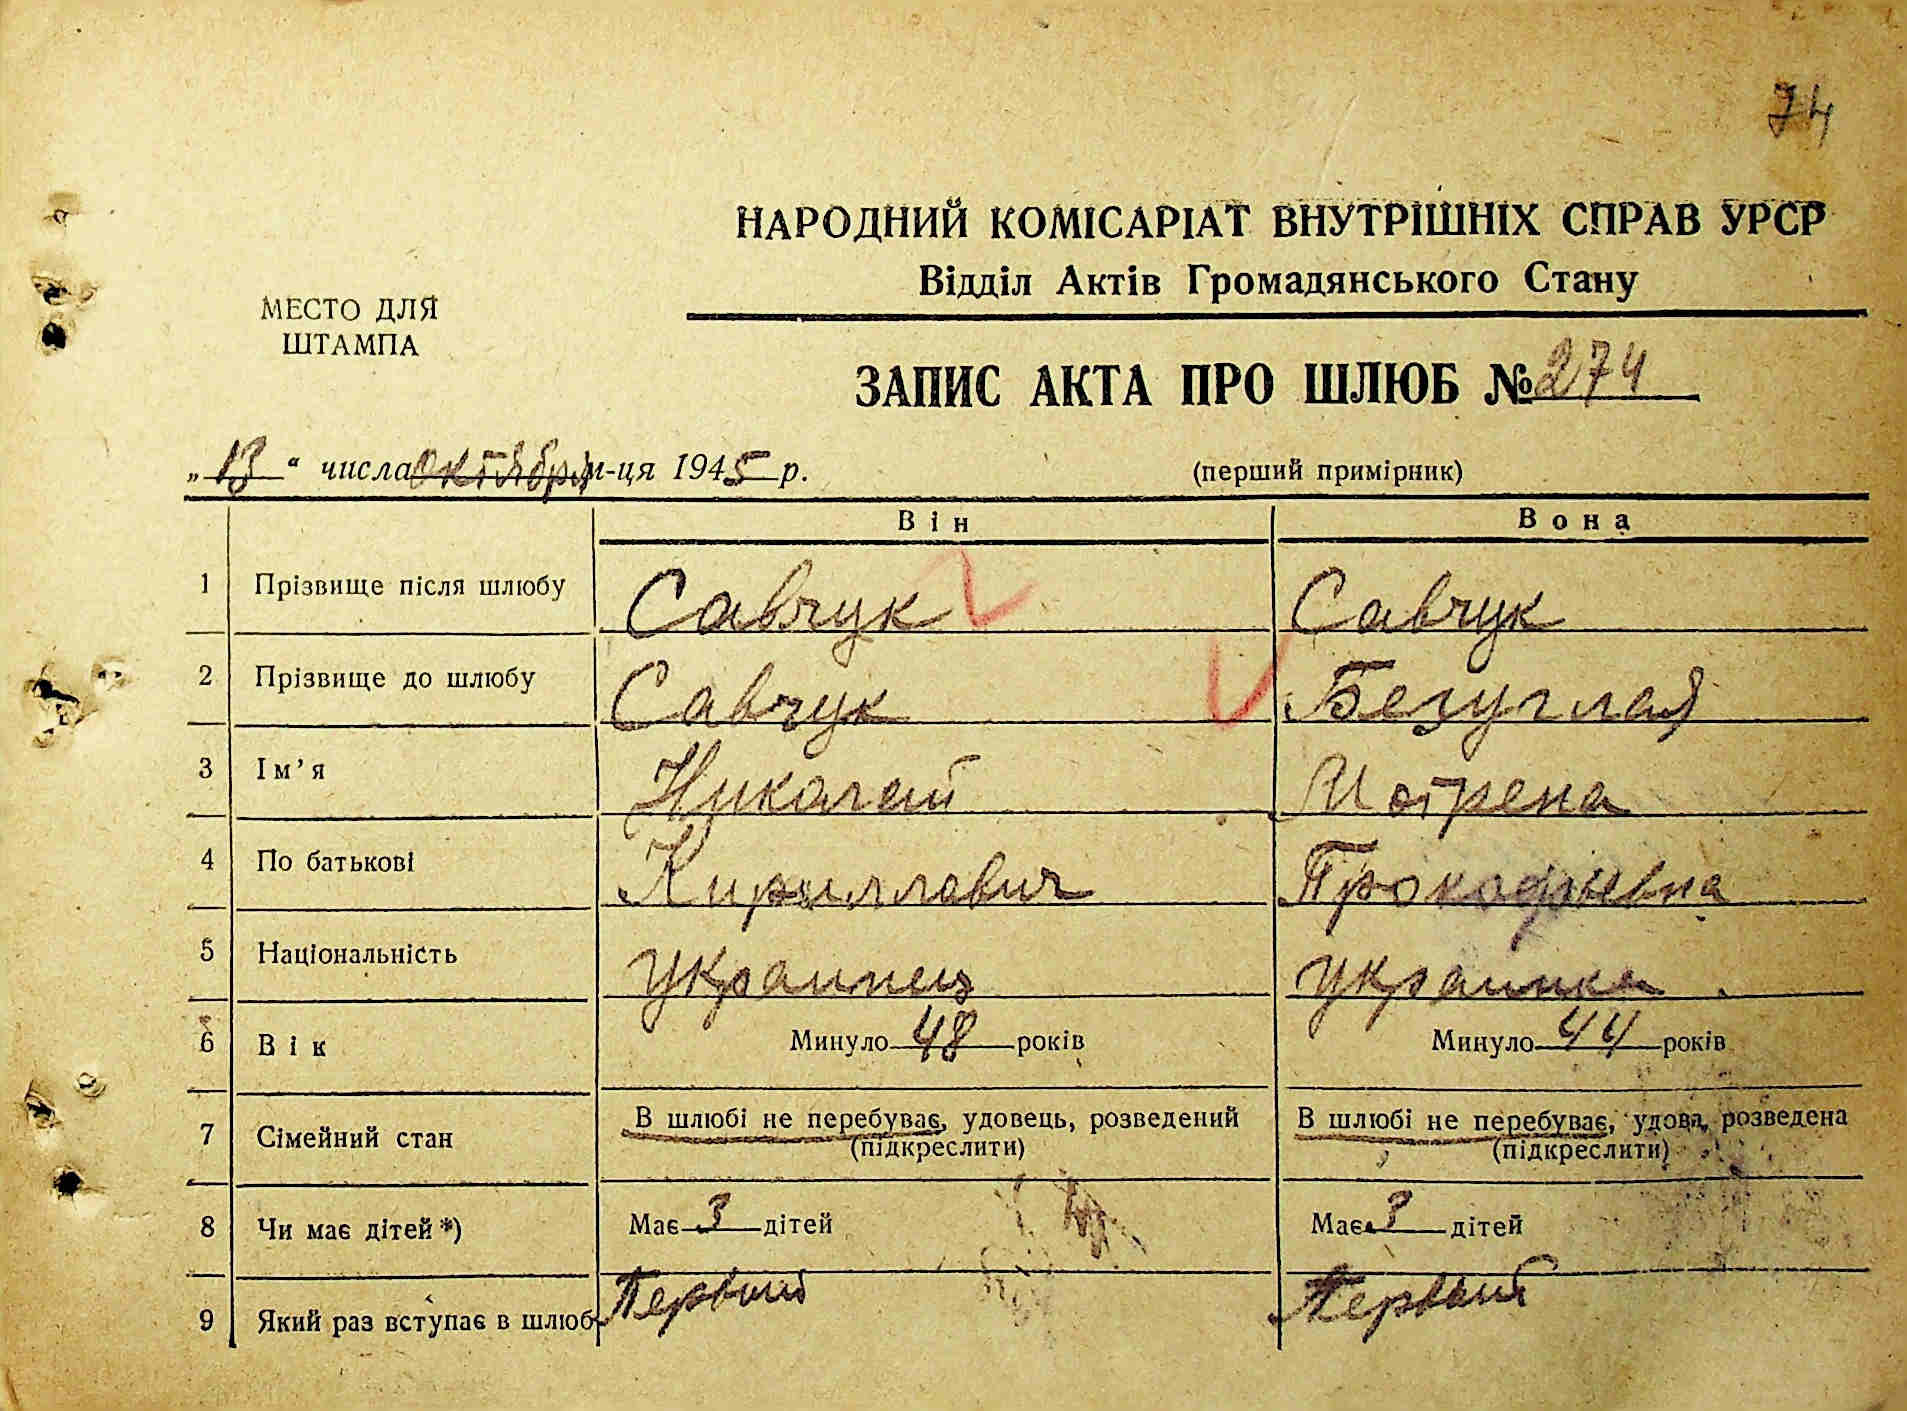 74
НАРОДНИЙ КОМІСАРІАТ ВНУТРІШНІХ СПРАВ УРСР
Відділ Актів Громадянського Стану
МЕСТО ДЛЯ
ШТАМПА
ЗАПИС АКТА ПРО ШЛЮБ № 274
„ 13 “ числа октября м-ця 1945 р. (перший примірник)
Він Вона
1 Прізвище після шлюбу Савчук Савчук
2 Прізвище до шлюбу Савчук Безуглая
3 Ім’я Николай Мотрена
4 По батькові Кириллавич Прокофьевна
5 Національність украинец украинка
6 Вік Минуло 48 років Минуло 44 років
7 Сімейний стан В шлюбі не перебуває, удовець, розведений В шлюбі не перебуває, удова, розведена
(підкреслити) (підкреслити)
8 Чи має дітей *) Має 3 дітей Має 3 дітей
9 Який раз вступає в шлюб Первый Первый